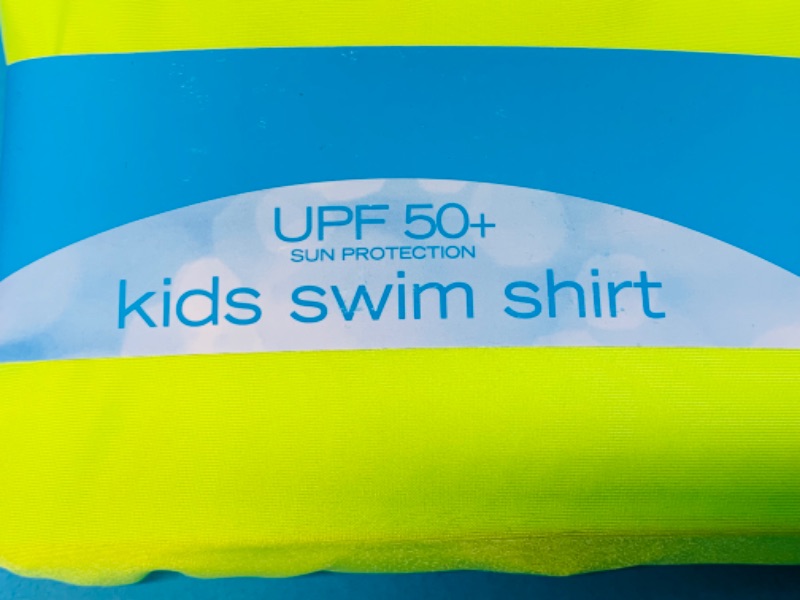 UPF 50+
SUN PROTECTION
kids swim shirt